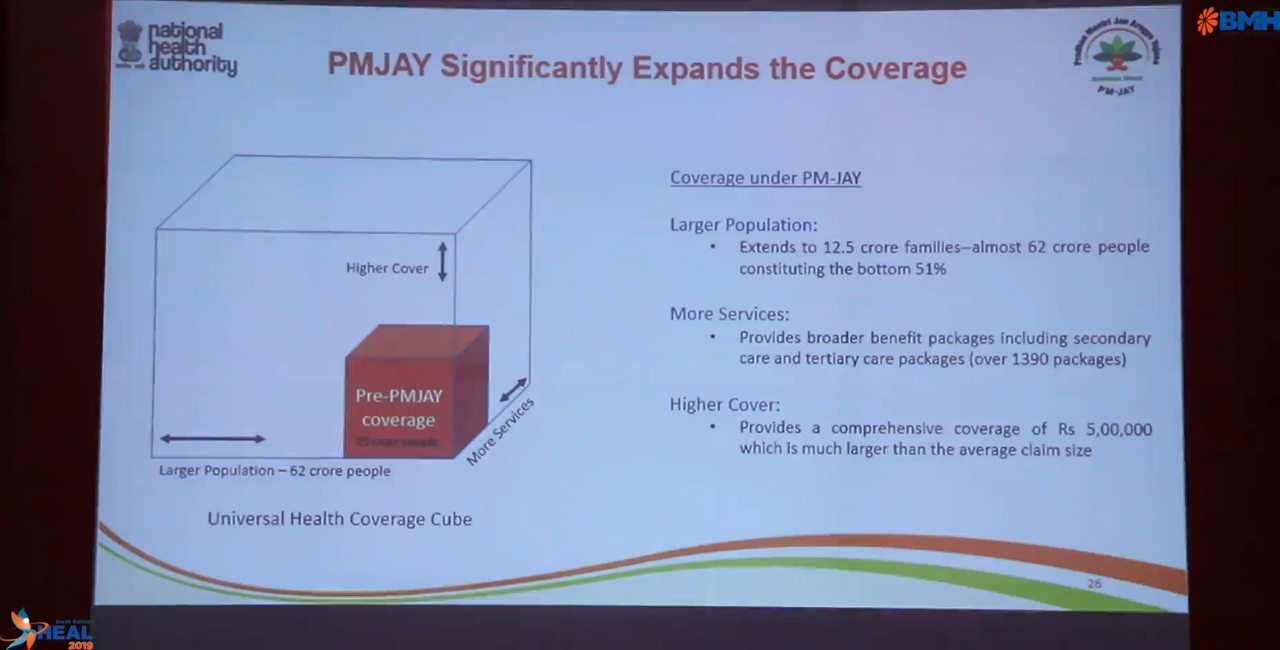 national
health
authority
PMJAY Significantly Expands the Coverage
PM-JAY
BMH
Coverage under PM-JAY
Larger Population:
• Extends to 12.5 crore families–almost 62 crore people
constituting the bottom 51%
More Services:
• Provides broader benefit packages including secondary
care and tertiary care packages (over 1390 packages)
Higher Cover:
• Provides a comprehensive coverage of Rs 5,00,000
which is much larger than the average claim size
Higher Cover
Pre-PMJAY
coverage
More Services
Larger Population – 62 crore people
Universal Health Coverage Cube
26
HEAL
2019